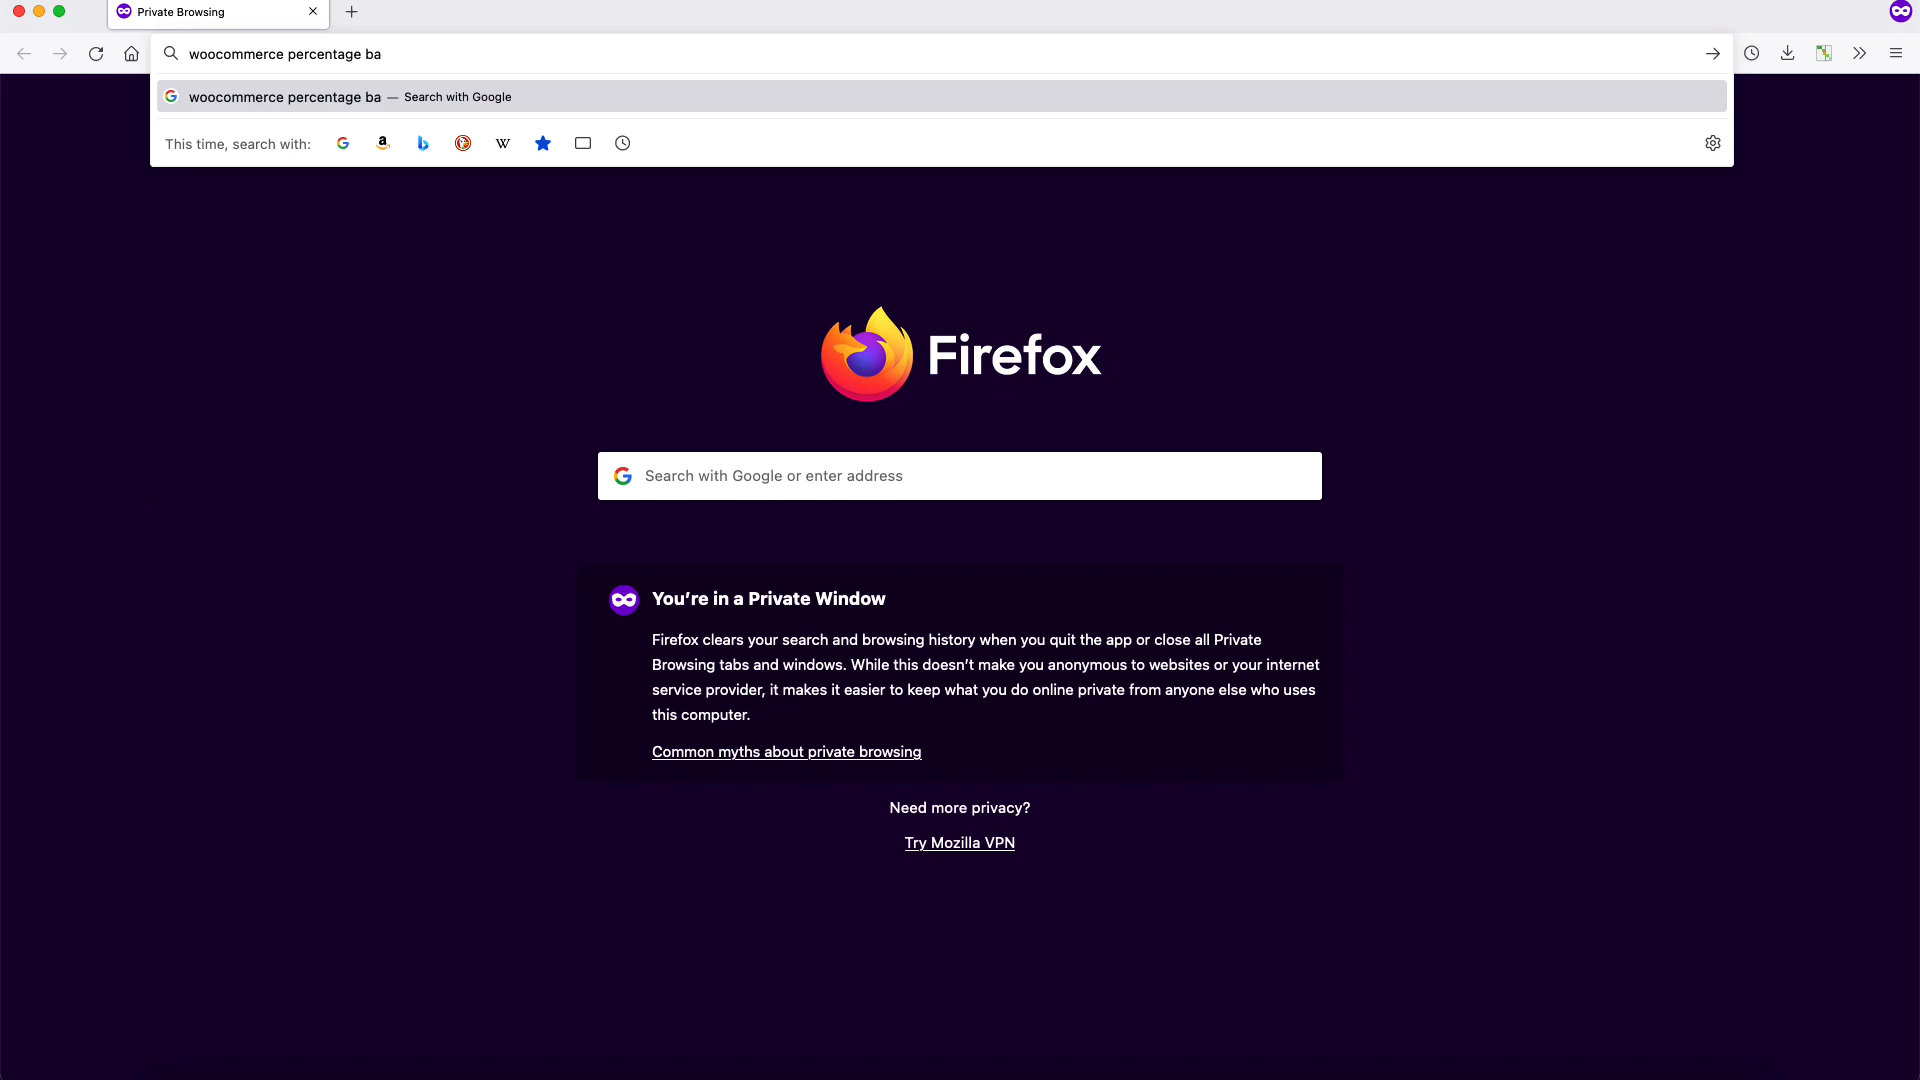 Private Browsing
woocommerce percentage ba
woocommerce percentage ba — Search with Google
This time, search with:
Firefox
Search with Google or enter address
You're in a Private Window
Firefox clears your search and browsing history when you quit the app or close all Private
Browsing tabs and windows. While this doesn't make you anonymous to websites or your internet
service provider, it makes it easier to keep what you do online private from anyone else who uses
this computer.
Common myths about private browsing
Need more privacy?
Try Mozilla VPN